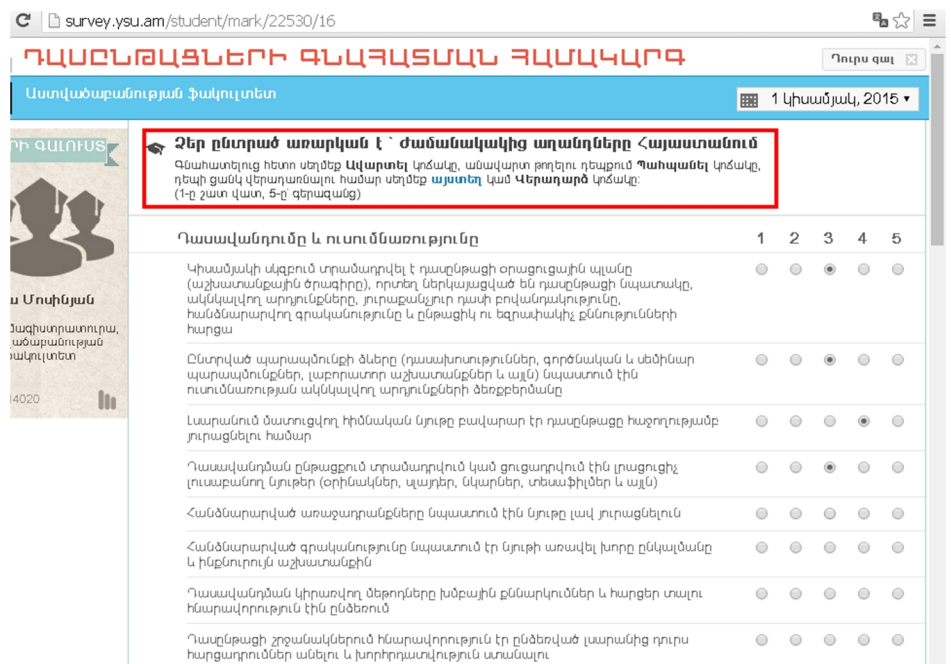 survey.ysu.am/student/mark/22530/16
ԴԱՍԸՆԹԱՑՆԵՐԻ ԳՆԱՀԱՏՄԱՆ ՀԱՄԱԿԱՐԳ
Դուրս գալ
Աստվածաբանության ֆակուլտետ
1 կիսամյակ, 2015
ՐԻ ԳԱԼՈՒՍՏ
Ձեր ընտրած առարկան է ՝ Ժամանակակից աղանդները Հայաստանում
Գնահատելուց հետո սեղմեք Ավարտել կոճակը, անավարտ թողելու դեպքում Պահպանել կոճակը,
դեպի ցանկ վերադառնալու համար սեղմեք այստեղ կամ Վերադարձ կոճակը:
(1-ը շատ վատ, 5-ը՝ գերազանց)
Դասավանդումը և ուսումնառությունը 1 2 3 4 5
Կիսամյակի սկզբում տրամադրվել է դասընթացի օրացուցային պլանը
(աշխատանքային ծրագիրը), որտեղ ներկայացված են դասընթացի նպատակը,
ակնկալվող արդյունքները, յուրաքանչյուր դասի բովանդակությունը,
հանձնարարվող գրականությունը և ընթացիկ ու եզրափակիչ քննությունների
հարցա
Ընտրված պարապմունքի ձևերը (դասախոսություններ, գործնական և սեմինար
պարապմունքներ, լաբորատոր աշխատանքներ և այլն) նպաստում էին
ուսումնառության ակնկալվող արդյունքների ձեռքբերմանը
Լսարանում մատուցվող հիմնական նյութը բավարար էր դասընթացը հաջողությամբ
յուրացնելու համար
Դասավանդման ընթացքում տրամադրվում կամ ցուցադրվում էին լրացուցիչ
լուսաբանող նյութեր (օրինակներ, սլայդեր, նկարներ, տեսաֆիլմեր և այլն)
Հանձնարարված առաջադրանքները նպաստում էին նյութը լավ յուրացնելուն
Հանձնարարված գրականությունը նպաստում էր նյութի առավել խորը ընկալմանը
և ինքնուրույն աշխատանքին
Դասավանդման կիրառվող մեթոդները խմբային քննարկումներ և հարցեր տալու
հնարավորություն էին ընձեռում
Դասընթացի շրջանակներում հնարավորություն էր ընձեռված լսարանից դուրս
հարցադրումներ անելու և խորհրդատվություն ստանալու
ա Մոսինյան
մագիստրատուրա,
վածաբանության
ֆակուլտետ
14020